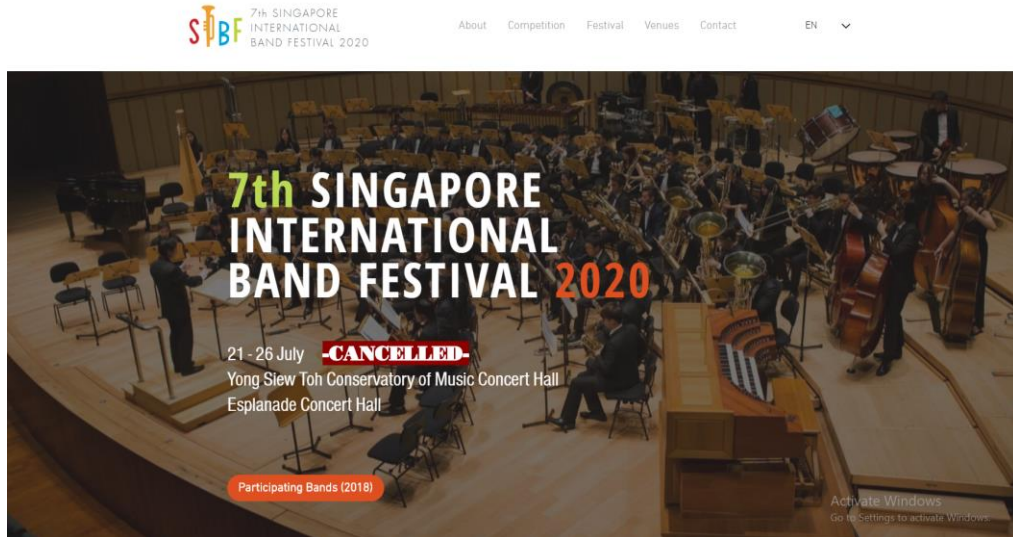 SIBF
7th SINGAPORE
INTERNATIONAL
BAND FESTIVAL 2020
About Competition Festival Venues Contact EN
7th SINGAPORE
INTERNATIONAL
BAND FESTIVAL 2020
21 - 26 July -CANCELLED-
Yong Siew Toh Conservatory of Music Concert Hall
Esplanade Concert Hall
Participating Bands (2018)
Activate Windows
Go to Settings to activate Windows.